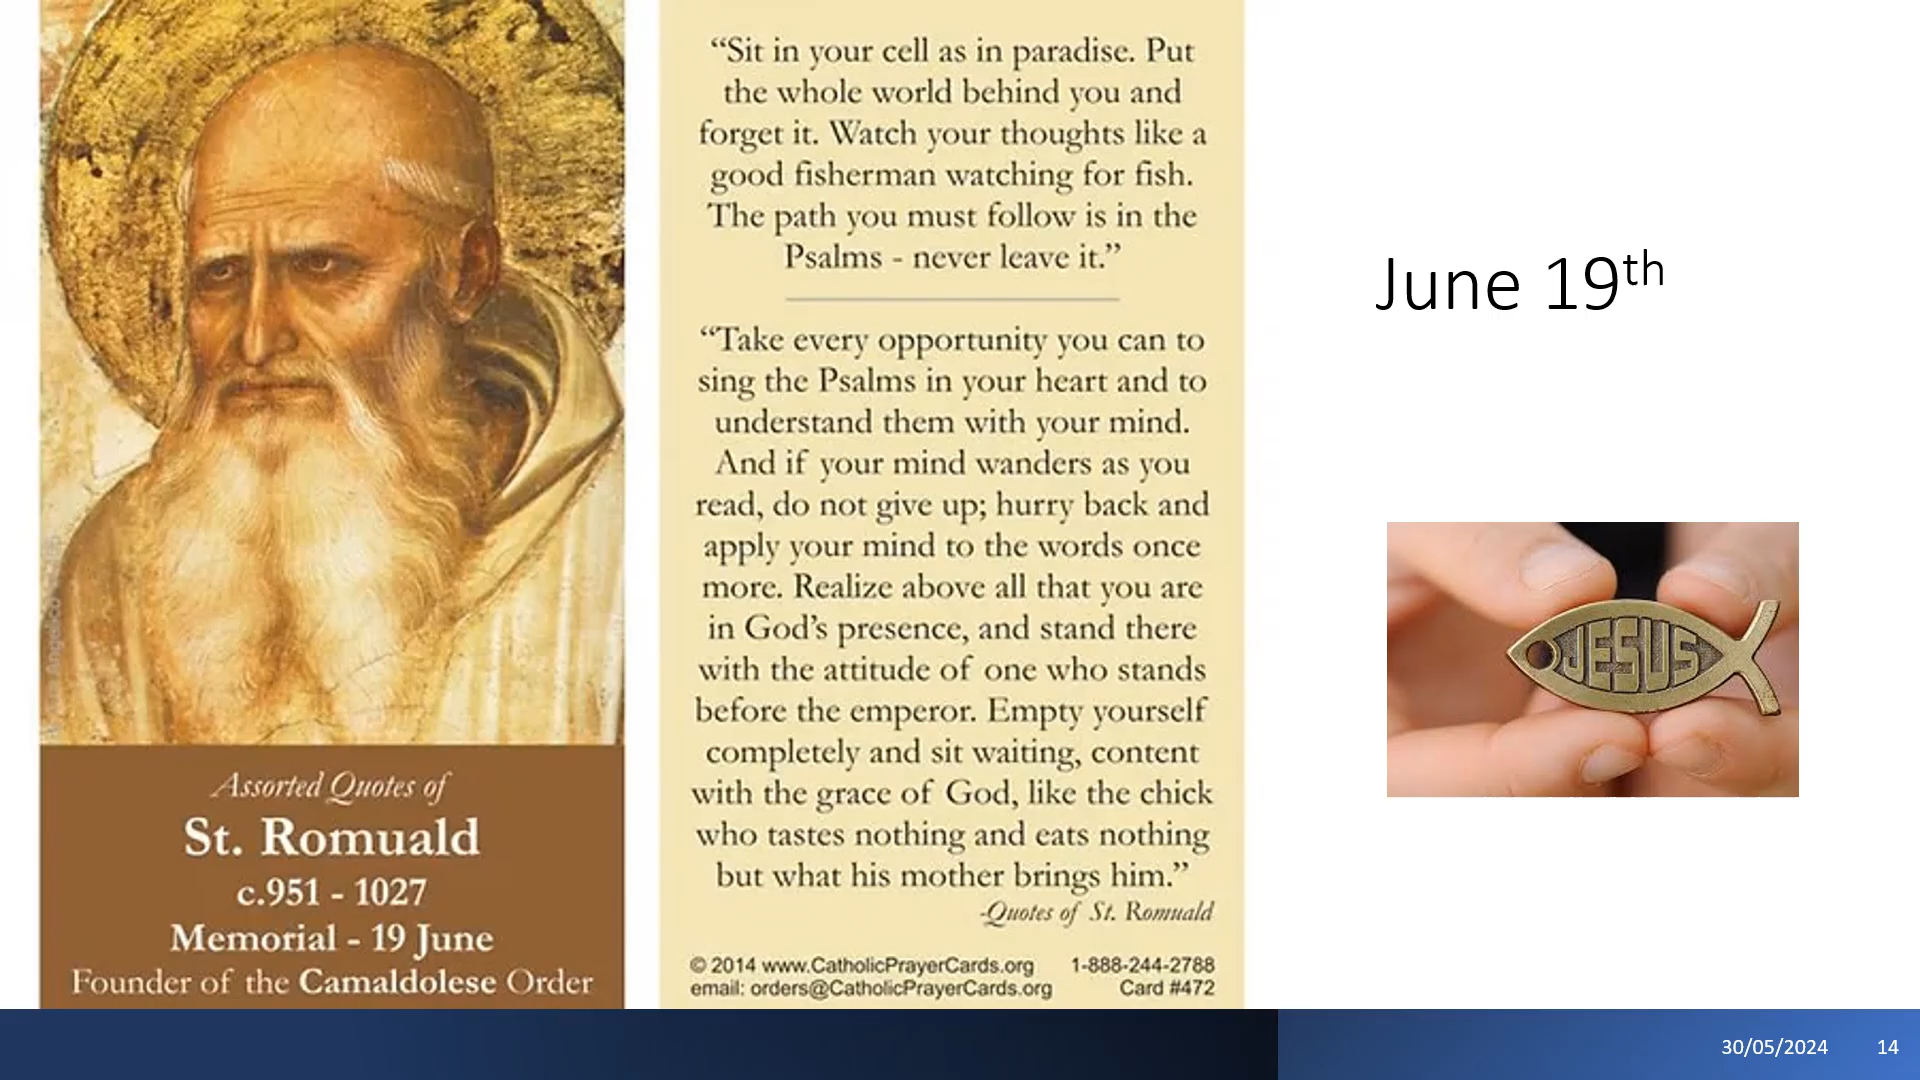 Assorted Quotes of
St. Romuald
c.951 - 1027
Memorial - 19 June
Founder of the Camaldolese Order
“Sit in your cell as in paradise. Put
the whole world behind you and
forget it. Watch your thoughts like a
good fisherman watching for fish.
The path you must follow is in the
Psalms - never leave it.”
“Take every opportunity you can to
sing the Psalms in your heart and to
understand them with your mind.
And if your mind wanders as you
read, do not give up; hurry back and
apply your mind to the words once
more. Realize above all that you are
in God’s presence, and stand there
with the attitude of one who stands
before the emperor. Empty yourself
completely and sit waiting, content
with the grace of God, like the chick
who tastes nothing and eats nothing
but what his mother brings him.”
-Quotes of St. Romuald
© 2014 www.CatholicPrayerCards.org 1-888-244-2788
email: orders@CatholicPrayerCards.org Card #472
June 19th
JESUS
30/05/2024 14